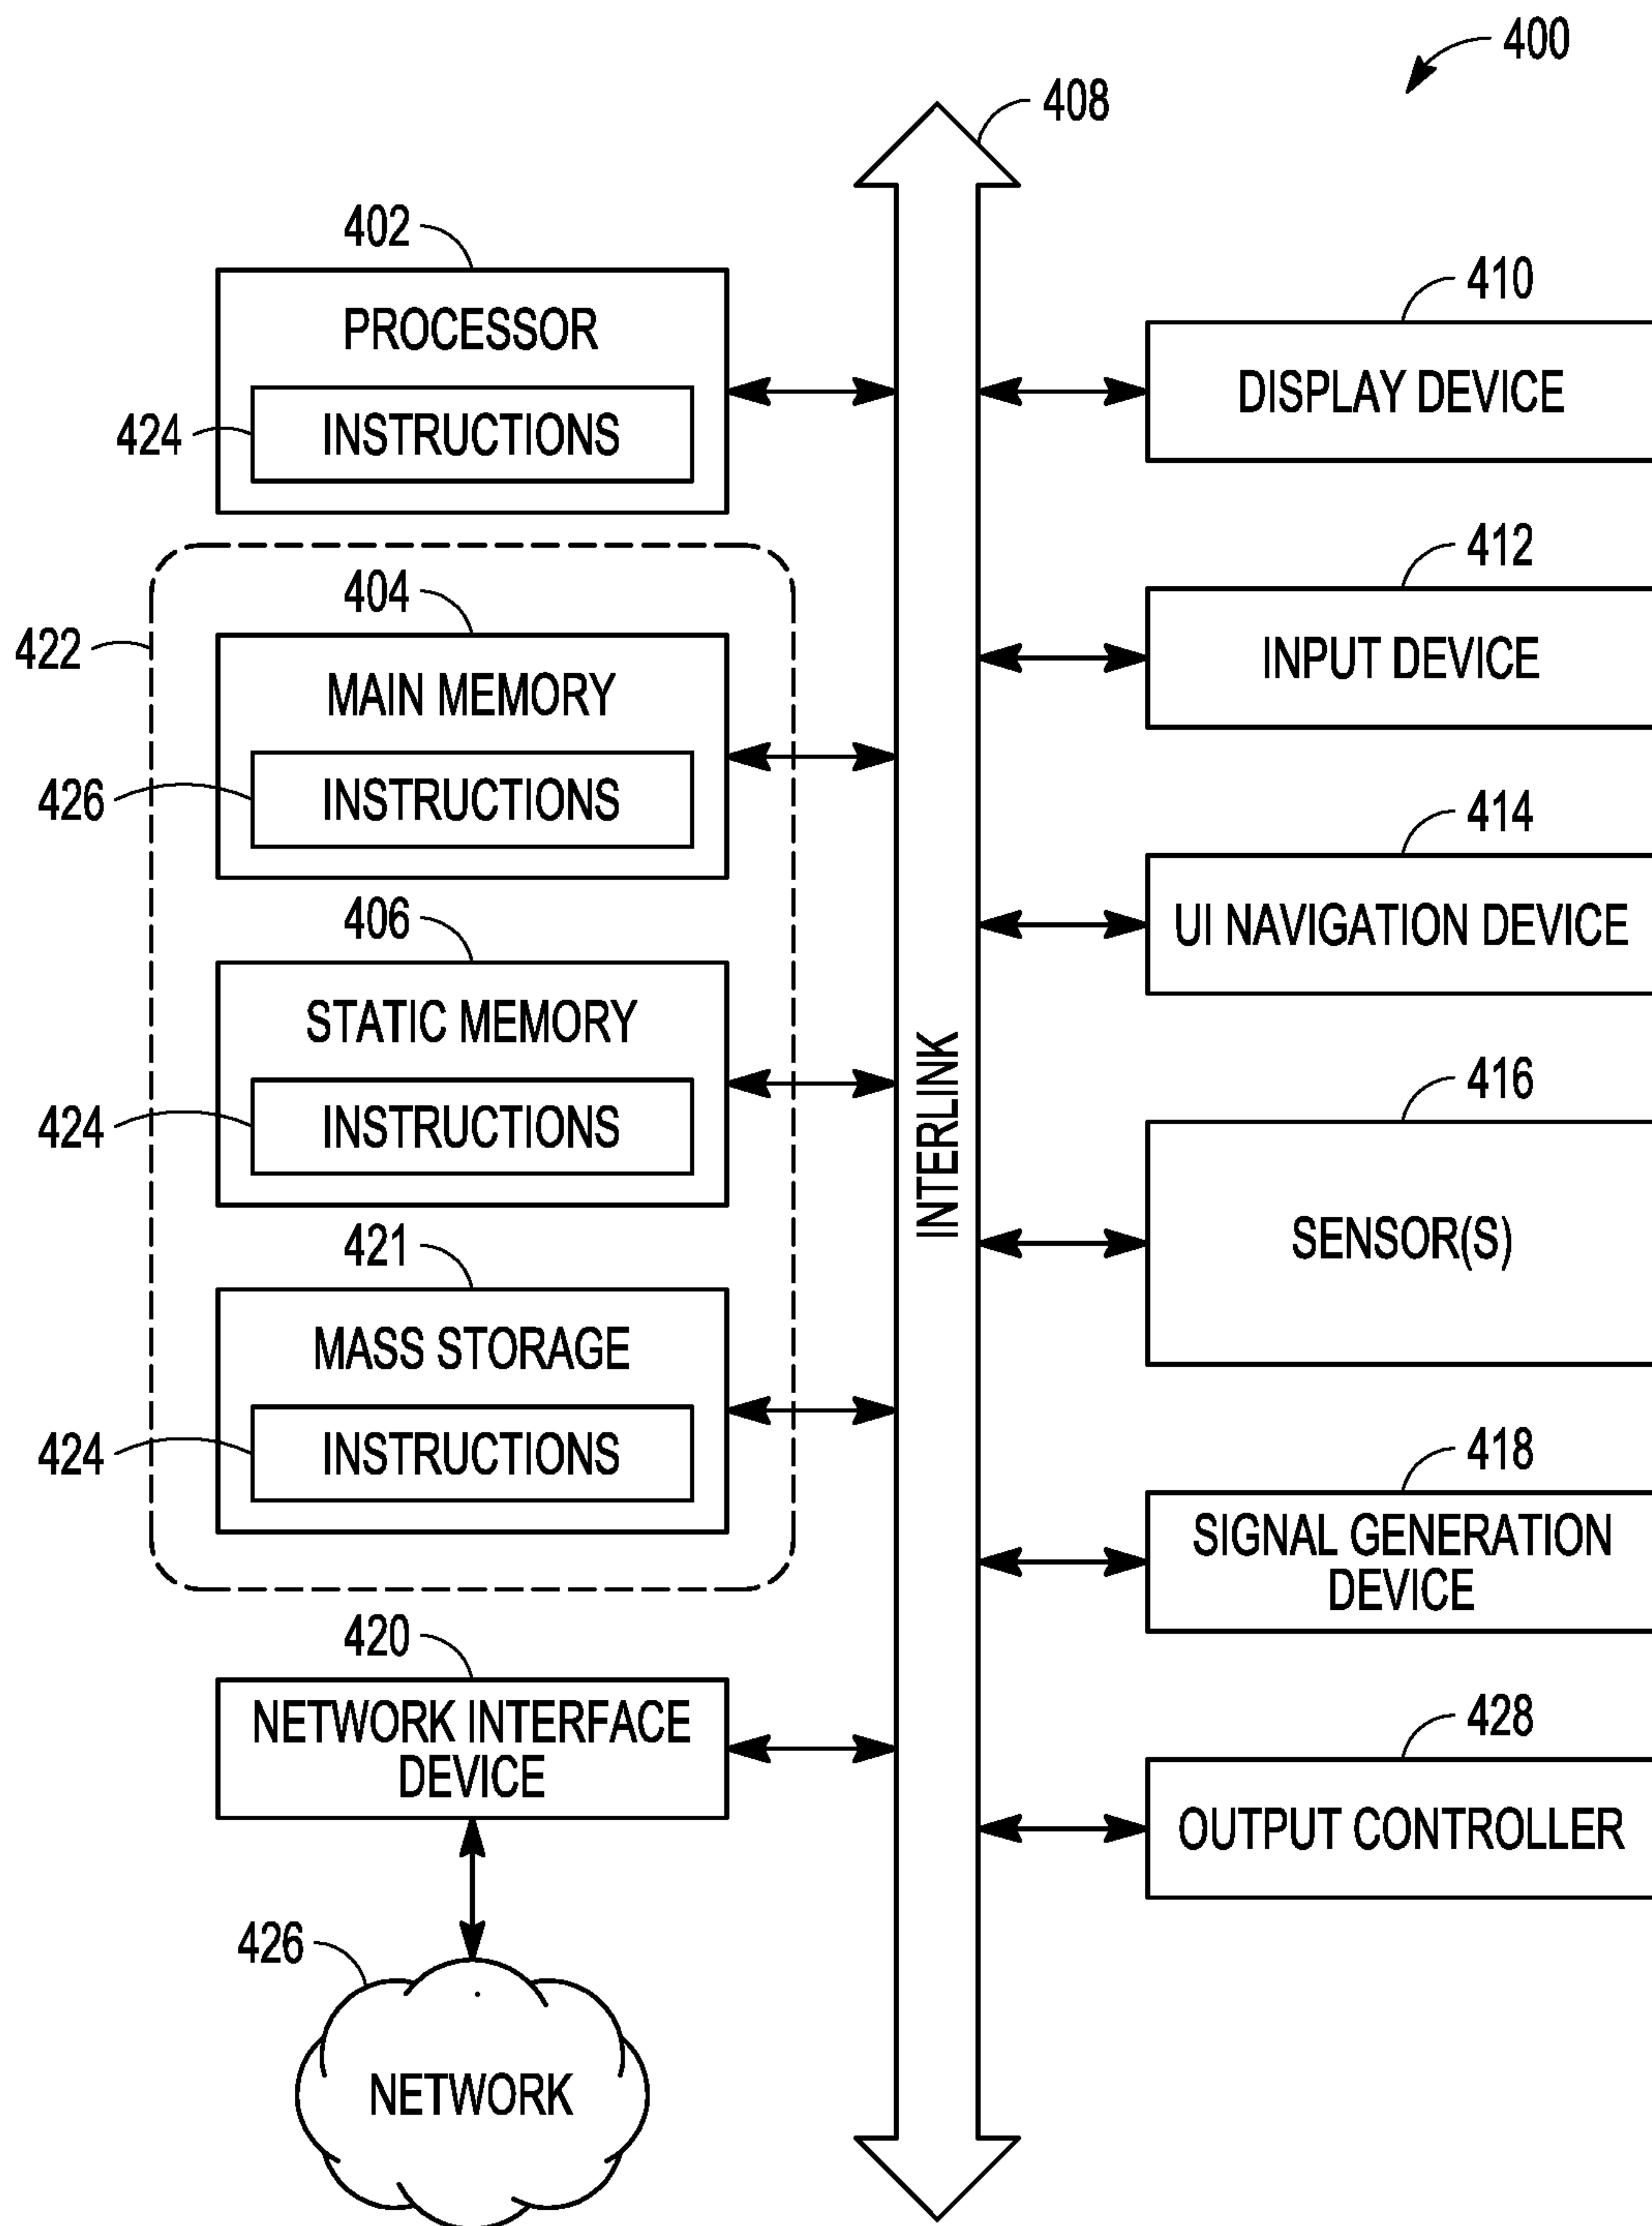 400
408
402
PROCESSOR
424
INSTRUCTIONS
422
404
MAIN MEMORY
426
INSTRUCTIONS
406
STATIC MEMORY
424
INSTRUCTIONS
421
MASS STORAGE
424
INSTRUCTIONS
420
NETWORK INTERFACE
DEVICE
426
NETWORK
INTERLINK
410
DISPLAY DEVICE
412
INPUT DEVICE
414
UI NAVIGATION DEVICE
416
SENSOR(S)
418
SIGNAL GENERATION
DEVICE
428
OUTPUT CONTROLLER